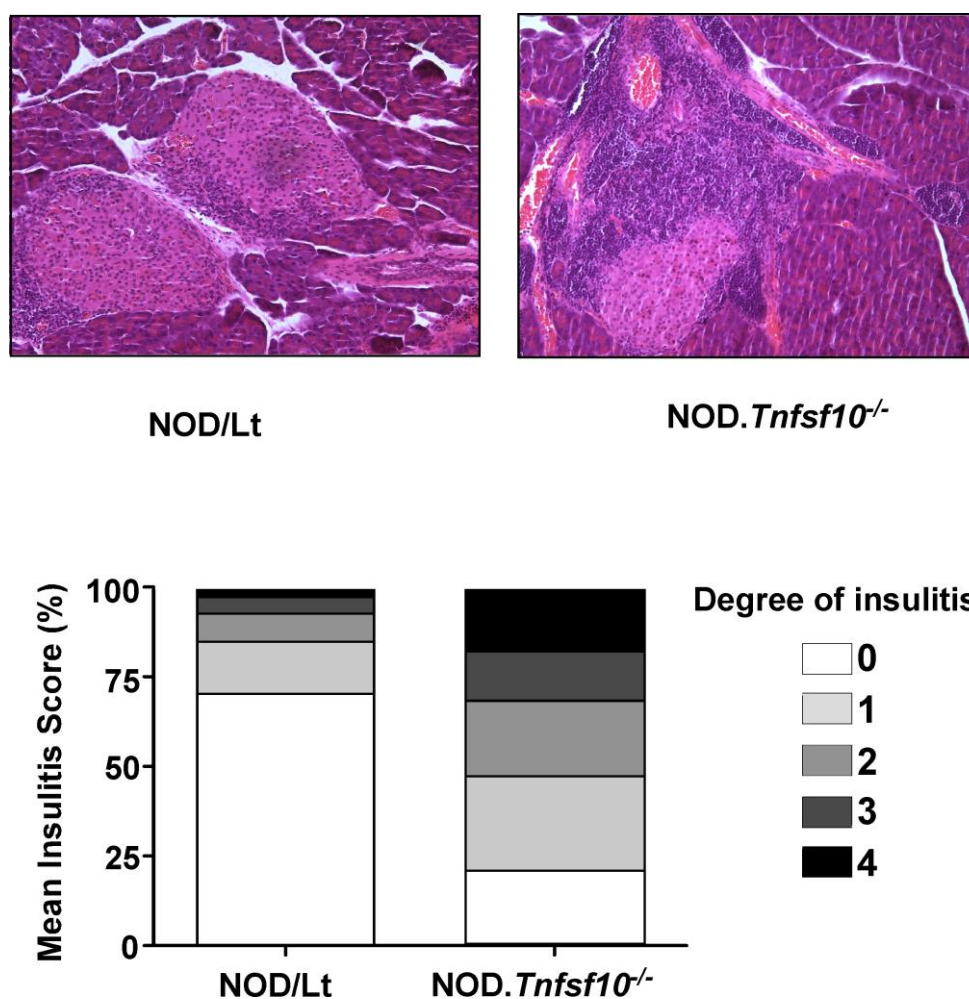 NOD/Lt
NOD.Tnfsf10-/-
Mean Insulitis Score (%)
100
75
50
25
0
NOD/Lt
NOD.Tnfsf10-/-
Degree of insulitis
0
1
2
3
4